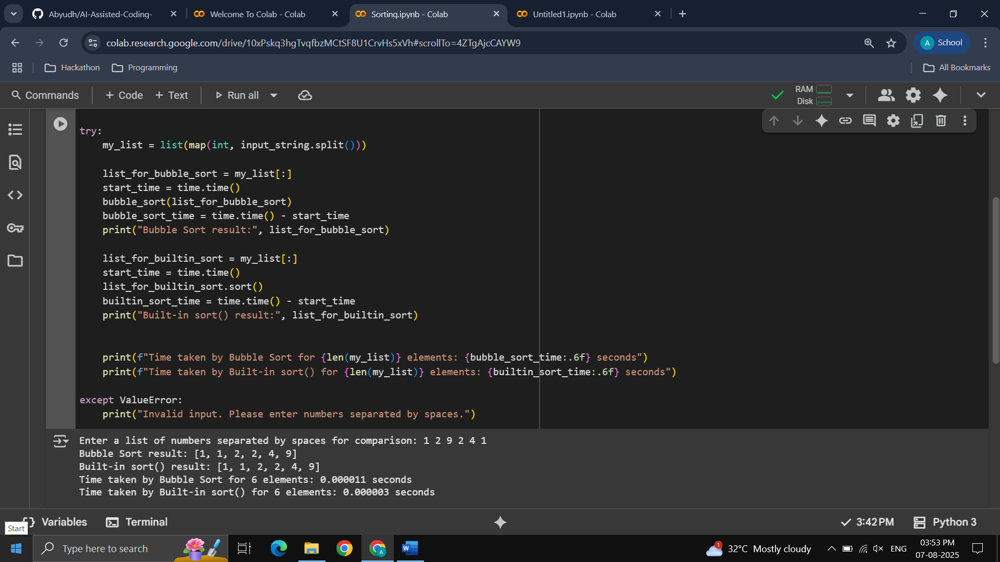 Abyudh/AI-Assisted-Coding-
Welcome To Colab - Colab
Sorting.ipynb - Colab
Untitled1.ipynb - Colab
colab.research.google.com/drive/10xPskq3hgTvqfbzMCtSF8U1CrvHs5xVh#scrollTo=4ZTgAjcCAYW9
A School
Hackathon
Programming
All Bookmarks
Commands
+ Code
+ Text
Run all
RAM
Disk
try:
    my_list = list(map(int, input_string.split()))
    list_for_bubble_sort = my_list[:]
    start_time = time.time()
    bubble_sort(list_for_bubble_sort)
    bubble_sort_time = time.time() - start_time
    print("Bubble Sort result:", list_for_bubble_sort)
    list_for_builtin_sort = my_list[:]
    start_time = time.time()
    list_for_builtin_sort.sort()
    builtin_sort_time = time.time() - start_time
    print("Built-in sort() result:", list_for_builtin_sort)
    print(f"Time taken by Bubble Sort for {len(my_list)} elements: {bubble_sort_time:.6f} seconds")
    print(f"Time taken by Built-in sort() for {len(my_list)} elements: {builtin_sort_time:.6f} seconds")
except ValueError:
    print("Invalid input. Please enter numbers separated by spaces.")
Enter a list of numbers separated by spaces for comparison: 1 2 9 2 4 1
Bubble Sort result: [1, 1, 2, 2, 4, 9]
Built-in sort() result: [1, 1, 2, 2, 4, 9]
Time taken by Bubble Sort for 6 elements: 0.000011 seconds
Time taken by Built-in sort() for 6 elements: 0.000003 seconds
Variables
Terminal
3:42 PM
Python 3
Start
Type here to search
W
1
32°C Mostly cloudy
ENG
03:53 PM
07-08-2025